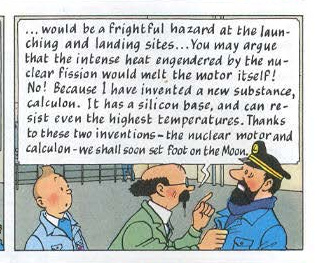 ... would be a frightful hazard at the laun-
ching and landing sites... You may argue
that the intense heat engendered by the nu-
clear fission would melt the motor itself!
No! Because I have invented a new substance,
calculon. It has a silicon base, and can re-
sist even the highest temperatures. Thanks
to these two inventions - the nuclear motor and
calculon - we shall soon set foot on the Moon.